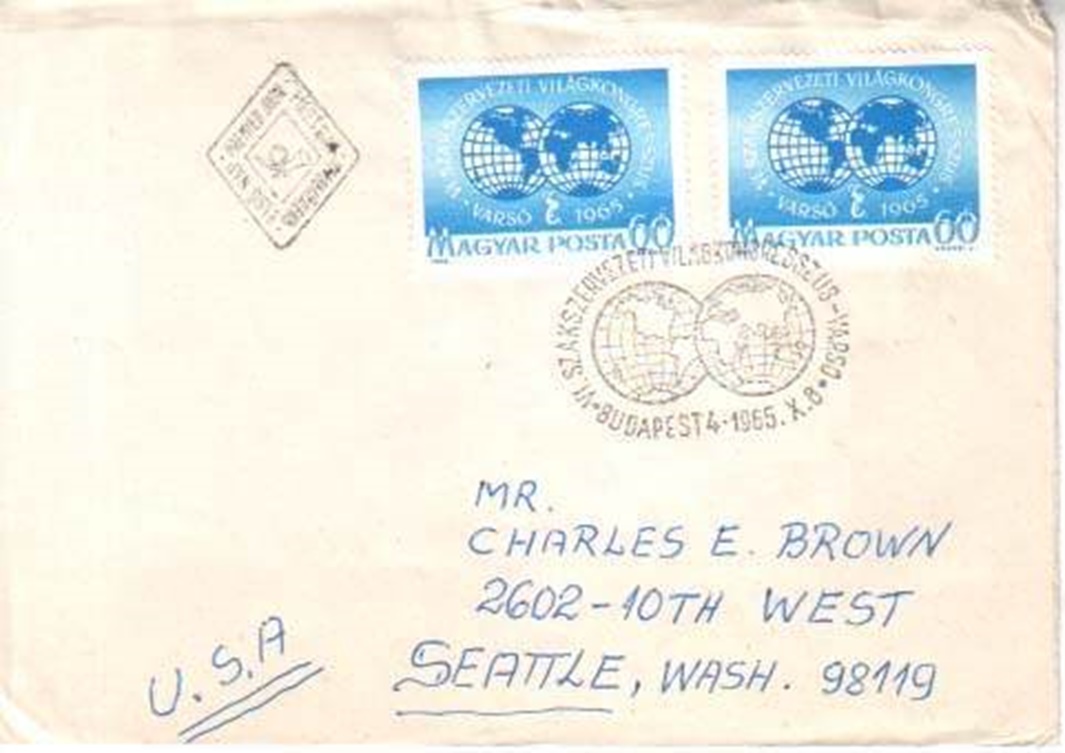 VI. SZAKSZERVEZETI VILÁGKONGRESSZUS
· VARSÓ 1965 ·
MAGYAR POSTA 60
VI. SZAKSZERVEZETI VILÁGKONGRESSZUS
· VARSÓ 1965 ·
MAGYAR POSTA 60
VI. SZAKSZERVEZETI VILÁGKONGRESSZUS-VARSÓ
BUDAPEST 4-1965. X. 8
MR.
CHARLES E. BROWN
2602-10TH WEST
SEATTLE, WASH. 98119
U.S.A